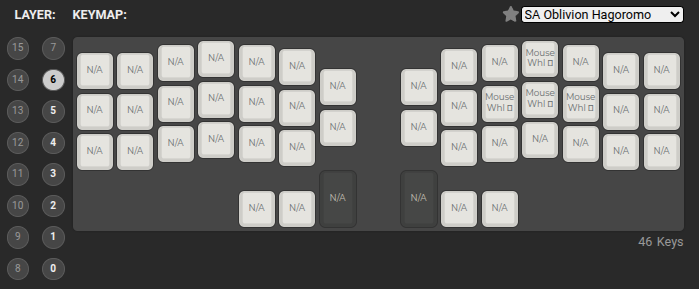 LAYER: KEYMAP: SA Oblivion Hagoromo
15 7
N/A N/A N/A N/A N/A N/A N/A N/A Mouse Whl ▯ N/A N/A N/A
14 6
N/A N/A
13 5
N/A N/A N/A N/A N/A N/A N/A Mouse Whl ▯ Mouse Whl ▯ Mouse Whl ▯ N/A N/A
N/A N/A
12 4
N/A N/A N/A N/A N/A N/A N/A N/A N/A N/A N/A N/A
11 3
N/A N/A
10 2
N/A N/A N/A N/A
9 1
46 Keys
8 0